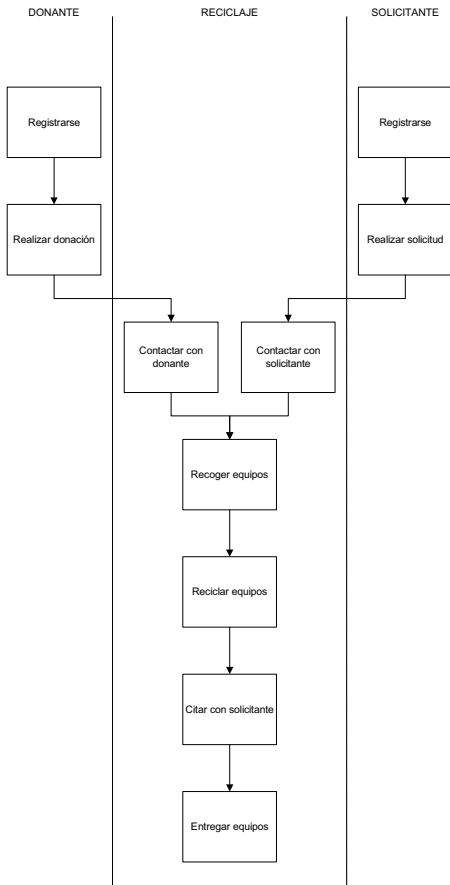 DONANTE
RECICLAJE
SOLICITANTE
Registrarse
Registrarse
Realizar donación
Realizar solicitud
Contactar con
donante
Contactar con
solicitante
Recoger equipos
Reciclar equipos
Citar con solicitante
Entregar equipos